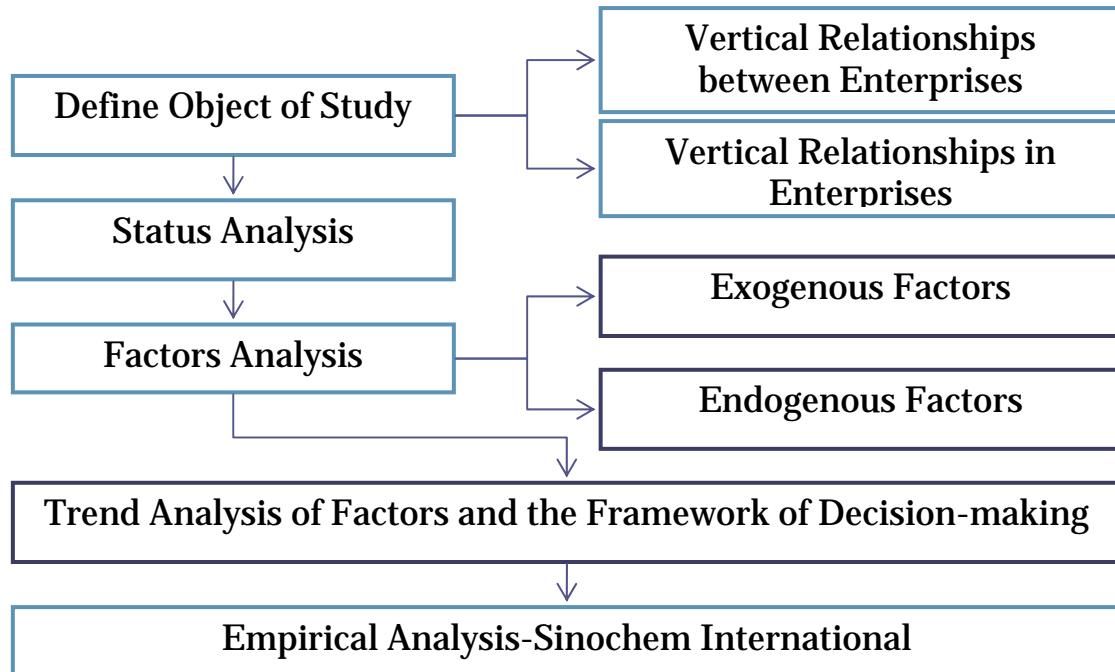 Define Object of Study
Vertical Relationships
between Enterprises
Vertical Relationships in
Enterprises
Status Analysis
Factors Analysis
Exogenous Factors
Endogenous Factors
Trend Analysis of Factors and the Framework of Decision-making
Empirical Analysis-Sinochem International